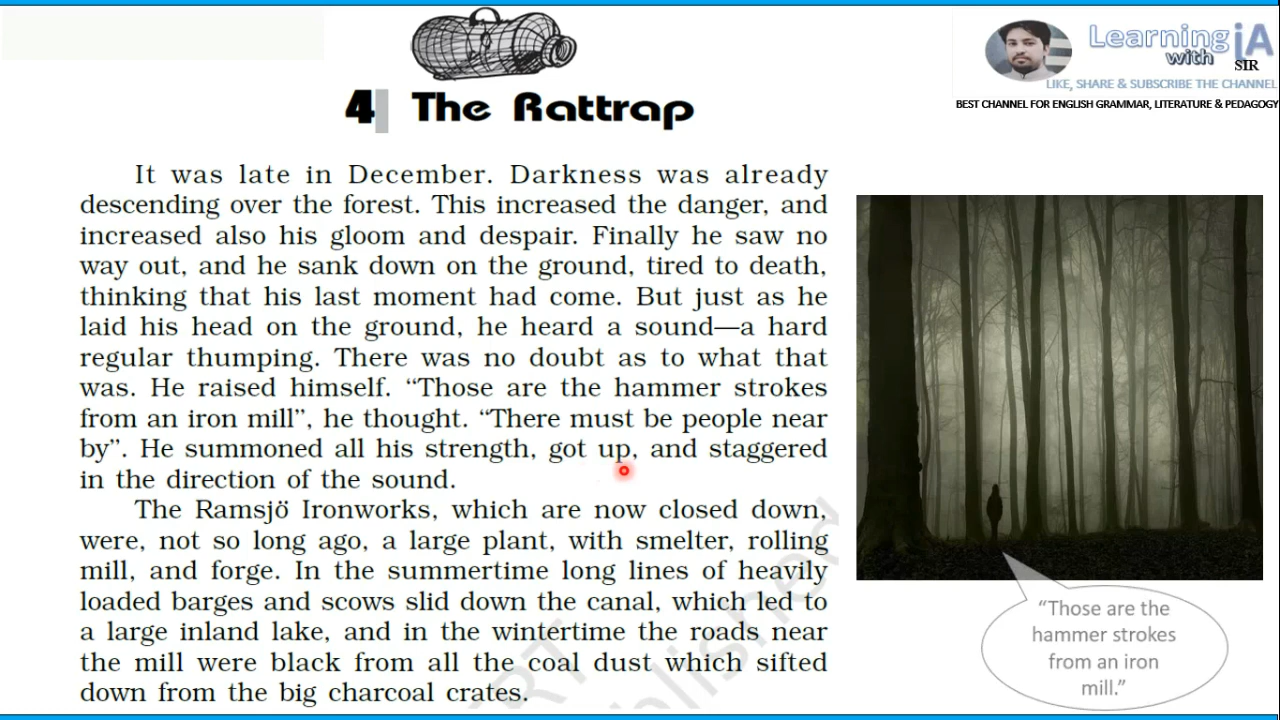 Learning
with
iA
SIR
LIKE, SHARE & SUBSCRIBE THE CHANNEL
BEST CHANNEL FOR ENGLISH GRAMMAR, LITERATURE & PEDAGOGY
4 The Rattrap
It was late in December. Darkness was already
descending over the forest. This increased the danger, and
increased also his gloom and despair. Finally he saw no
way out, and he sank down on the ground, tired to death,
thinking that his last moment had come. But just as he
laid his head on the ground, he heard a sound—a hard
regular thumping. There was no doubt as to what that
was. He raised himself. “Those are the hammer strokes
from an iron mill”, he thought. “There must be people near
by”. He summoned all his strength, got up, and staggered
in the direction of the sound.
The Ramsjö Ironworks, which are now closed down,
were, not so long ago, a large plant, with smelter, rolling
mill, and forge. In the summertime long lines of heavily
loaded barges and scows slid down the canal, which led to
a large inland lake, and in the wintertime the roads near
the mill were black from all the coal dust which sifted
down from the big charcoal crates.
“Those are the
hammer strokes
from an iron
mill.”